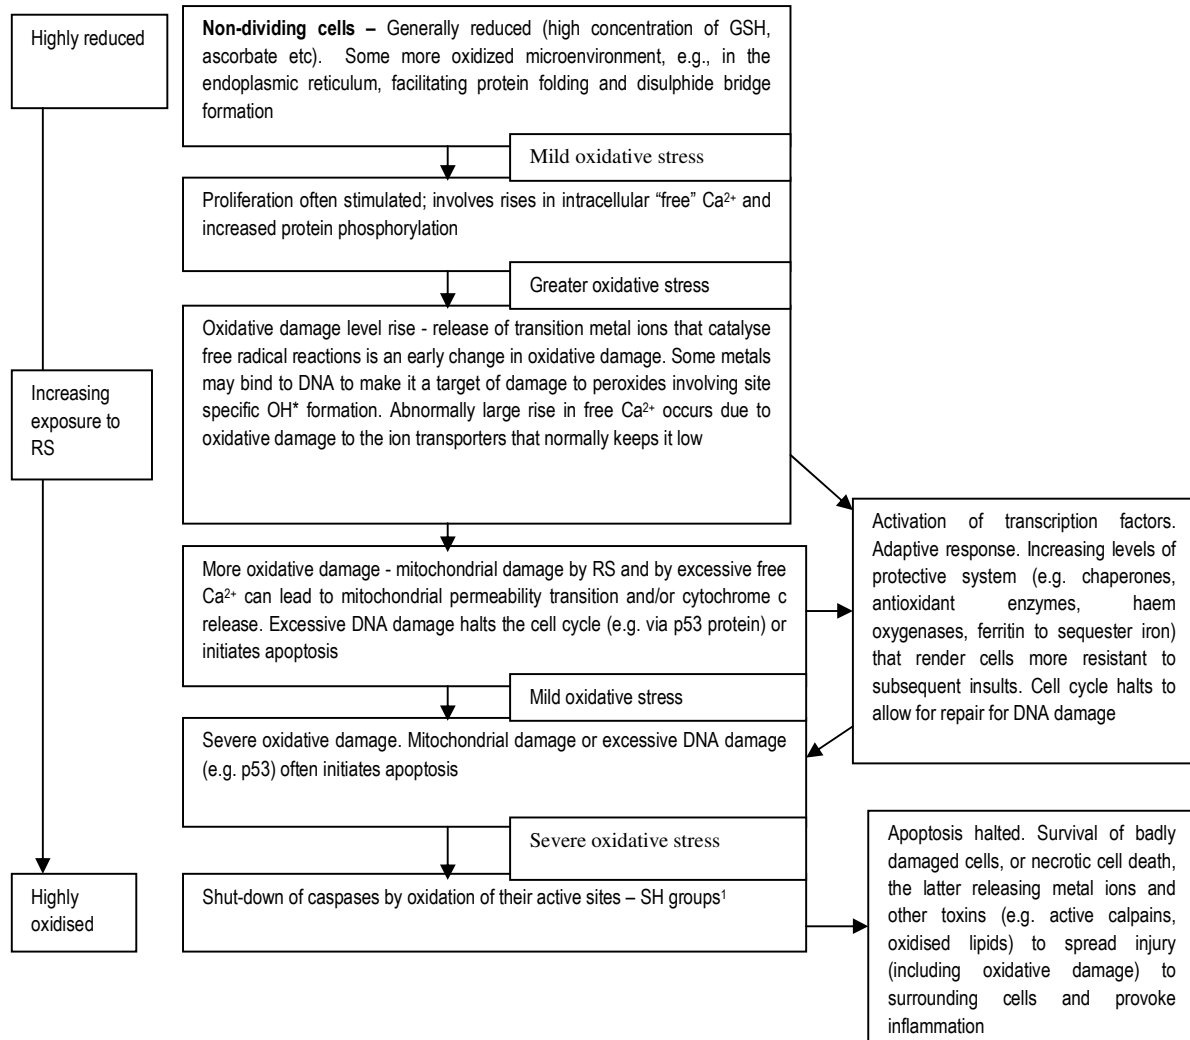 Highly reduced
Non-dividing cells – Generally reduced (high concentration of GSH,
ascorbate etc). Some more oxidized microenvironment, e.g., in the
endoplasmic reticulum, facilitating protein folding and disulphide bridge
formation
Mild oxidative stress
Proliferation often stimulated; involves rises in intracellular “free” Ca²⁺ and
increased protein phosphorylation
Greater oxidative stress
Oxidative damage level rise - release of transition metal ions that catalyse
free radical reactions is an early change in oxidative damage. Some metals
may bind to DNA to make it a target of damage to peroxides involving site
specific OH* formation. Abnormally large rise in free Ca²⁺ occurs due to
oxidative damage to the ion transporters that normally keeps it low
Increasing
exposure to
RS
Activation of transcription factors.
Adaptive response. Increasing levels of
protective system (e.g. chaperones,
antioxidant enzymes, haem
oxygenases, ferritin to sequester iron)
that render cells more resistant to
subsequent insults. Cell cycle halts to
allow for repair for DNA damage
More oxidative damage - mitochondrial damage by RS and by excessive free
Ca²⁺ can lead to mitochondrial permeability transition and/or cytochrome c
release. Excessive DNA damage halts the cell cycle (e.g. via p53 protein) or
initiates apoptosis
Mild oxidative stress
Severe oxidative damage. Mitochondrial damage or excessive DNA damage
(e.g. p53) often initiates apoptosis
Severe oxidative stress
Highly
oxidised
Shut-down of caspases by oxidation of their active sites – SH groups¹
Apoptosis halted. Survival of badly
damaged cells, or necrotic cell death,
the latter releasing metal ions and
other toxins (e.g. active calpains,
oxidised lipids) to spread injury
(including oxidative damage) to
surrounding cells and provoke
inflammation